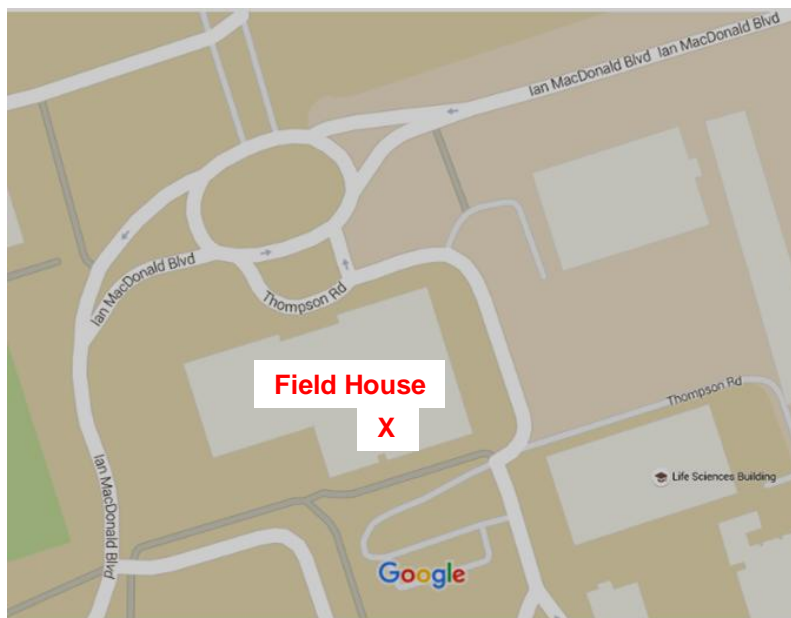 Ian MacDonald Blvd Ian MacDonald Blvd
Ian MacDonald Blvd
Thompson Rd
Field House
X
Thompson Rd
Life Sciences Building
Ian MacDonald Blvd
Google